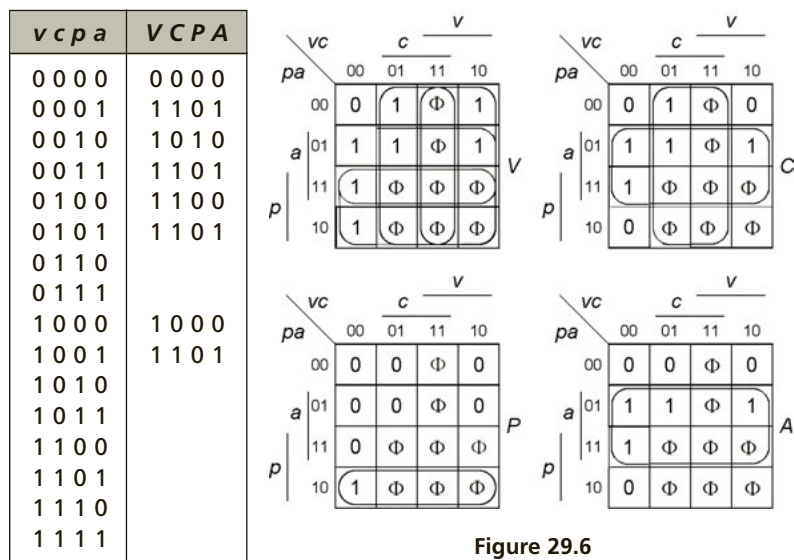 v c p a V C P A
0 0 0 0 0 0 0 0
0 0 0 1 1 1 0 1
0 0 1 0 1 0 1 0
0 0 1 1 1 1 0 1
0 1 0 0 1 1 0 0
0 1 0 1 1 1 0 1
0 1 1 0
0 1 1 1
1 0 0 0 1 0 0 0
1 0 0 1 1 1 0 1
1 0 1 0
1 0 1 1
1 1 0 0
1 1 0 1
1 1 1 0
1 1 1 1
v
vc c
pa 00 01 11 10
00 0 1 Φ 1
a 01 1 1 Φ 1
V
11 1 Φ Φ Φ
p
10 1 Φ Φ Φ
v
vc c
pa 00 01 11 10
00 0 1 Φ 0
a 01 1 1 Φ 1
C
11 1 Φ Φ Φ
p
10 0 Φ Φ Φ
v
vc c
pa 00 01 11 10
00 0 0 Φ 0
a 01 0 0 Φ 0
P
11 0 Φ Φ Φ
p
10 1 Φ Φ Φ
v
vc c
pa 00 01 11 10
00 0 0 Φ 0
a 01 1 1 Φ 1
A
11 1 Φ Φ Φ
p
10 0 Φ Φ Φ
Figure 29.6